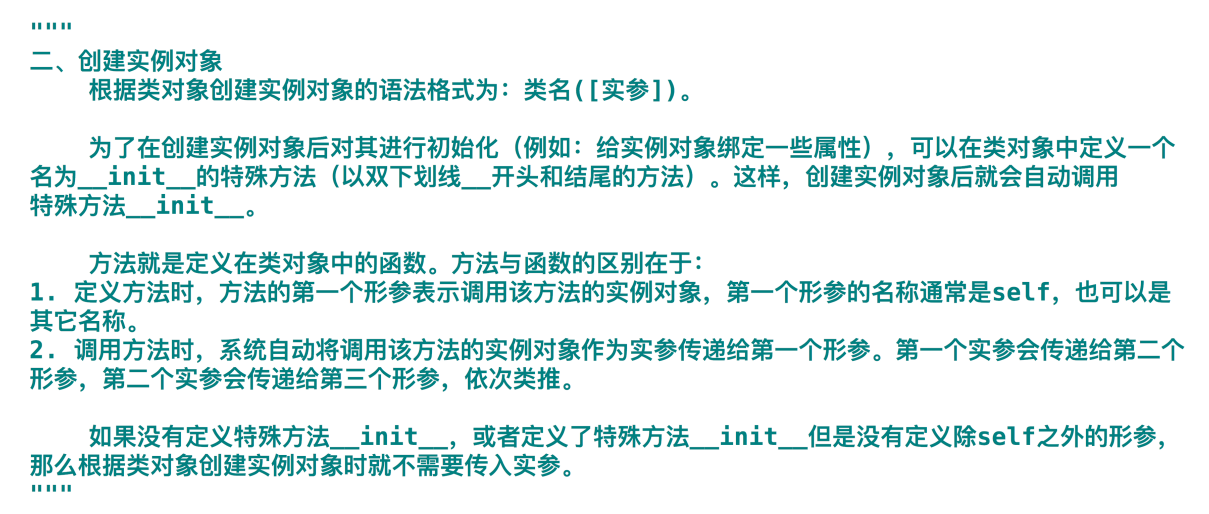 """
二、创建实例对象
根据类对象创建实例对象的语法格式为：类名([实参])。
为了在创建实例对象后对其进行初始化（例如：给实例对象绑定一些属性），可以在类对象中定义一个
名为__init__的特殊方法（以双下划线__开头和结尾的方法）。这样，创建实例对象后就会自动调用
特殊方法__init__。
方法就是定义在类对象中的函数。方法与函数的区别在于：
1. 定义方法时，方法的第一个形参表示调用该方法的实例对象，第一个形参的名称通常是self，也可以是
其它名称。
2. 调用方法时，系统自动将调用该方法的实例对象作为实参传递给第一个形参。第一个实参会传递给第二个
形参，第二个实参会传递给第三个形参，依次类推。
如果没有定义特殊方法__init__，或者定义了特殊方法__init__但是没有定义除self之外的形参，
那么根据类对象创建实例对象时就不需要传入实参。
"""